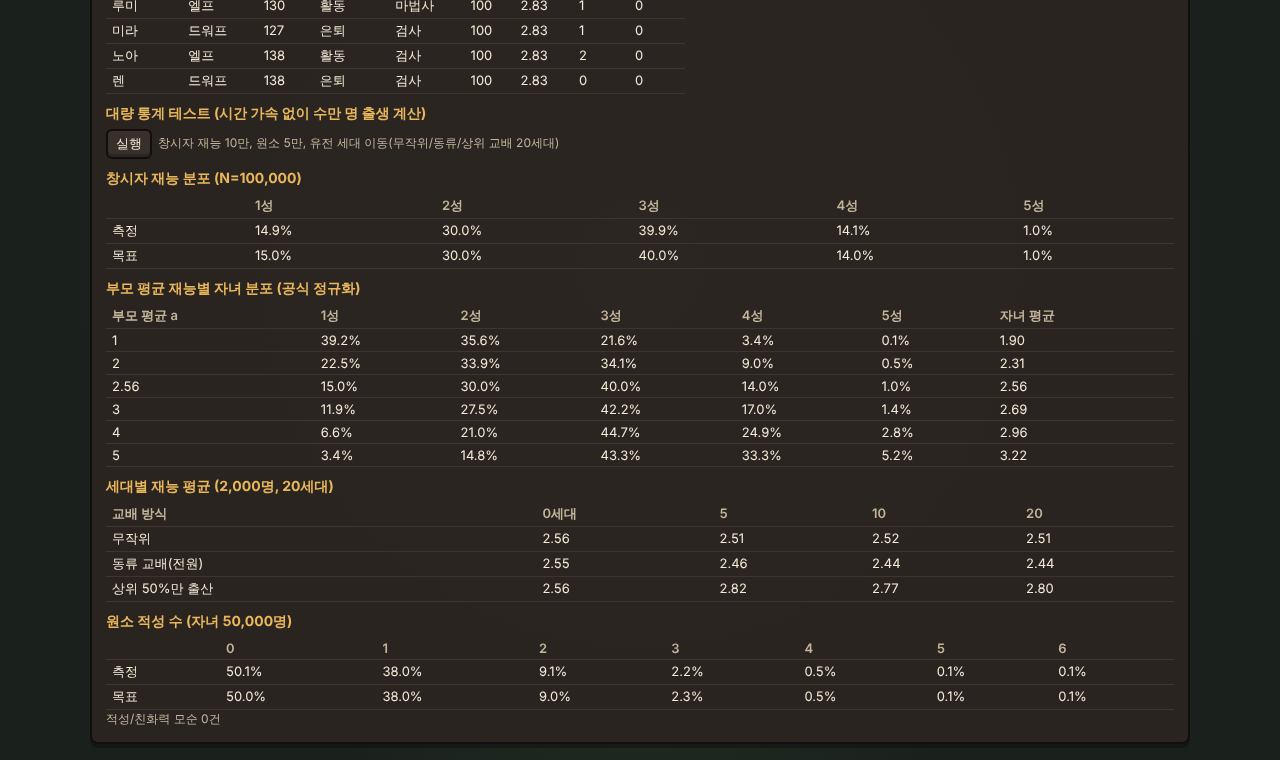 루미 엘프 130 활동 마법사 100 2.83 1 0
미라 드워프 127 은퇴 검사 100 2.83 1 0
노아 엘프 138 활동 검사 100 2.83 2 0
렌 드워프 138 은퇴 검사 100 2.83 0 0
대량 통계 테스트 (시간 가속 없이 수만 명 출생 계산)
실행 창시자 재능 10만, 원소 5만, 유전 세대 이동(무작위/동류/상위 교배 20세대)
창시자 재능 분포 (N=100,000)
1성 2성 3성 4성 5성
측정 14.9% 30.0% 39.9% 14.1% 1.0%
목표 15.0% 30.0% 40.0% 14.0% 1.0%
부모 평균 재능별 자녀 분포 (공식 정규화)
부모 평균 a 1성 2성 3성 4성 5성 자녀 평균
1 39.2% 35.6% 21.6% 3.4% 0.1% 1.90
2 22.5% 33.9% 34.1% 9.0% 0.5% 2.31
2.56 15.0% 30.0% 40.0% 14.0% 1.0% 2.56
3 11.9% 27.5% 42.2% 17.0% 1.4% 2.69
4 6.6% 21.0% 44.7% 24.9% 2.8% 2.96
5 3.4% 14.8% 43.3% 33.3% 5.2% 3.22
세대별 재능 평균 (2,000명, 20세대)
교배 방식 0세대 5 10 20
무작위 2.56 2.51 2.52 2.51
동류 교배(전원) 2.55 2.46 2.44 2.44
상위 50%만 출산 2.56 2.82 2.77 2.80
원소 적성 수 (자녀 50,000명)
0 1 2 3 4 5 6
측정 50.1% 38.0% 9.1% 2.2% 0.5% 0.1% 0.1%
목표 50.0% 38.0% 9.0% 2.3% 0.5% 0.1% 0.1%
적성/친화력 모순 0건